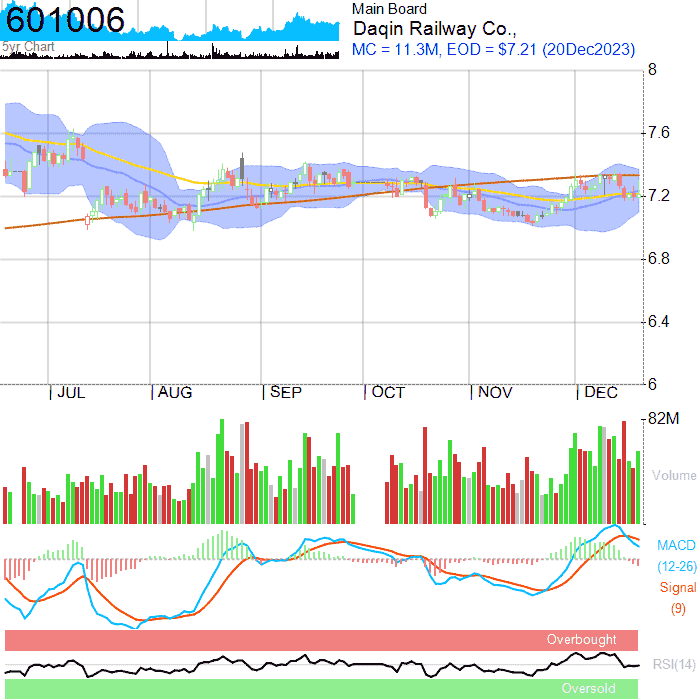 601006
5yr Chart
Main Board
Daqin Railway Co.,
MC = 11.3M, EOD = $7.21 (20Dec2023)
8
7.6
7.2
6.8
6.4
6
JUL AUG SEP OCT NOV DEC
82M
Volume
MACD
(12-26)
Signal
(9)
Overbought
RSI(14)
Oversold